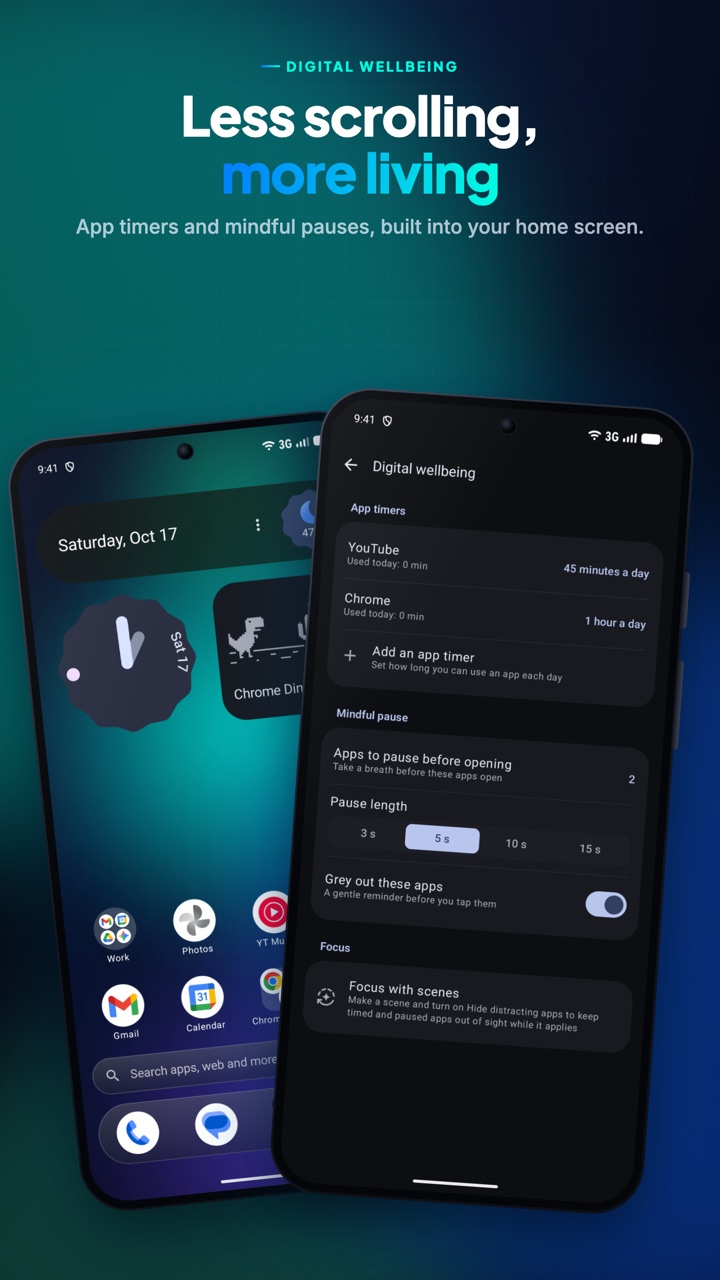 DIGITAL WELLBEING
Less scrolling,
more living
App timers and mindful pauses, built into your home screen.
9:41
3G
Saturday, Oct 17
47
Sat 17
Chrome Din
Work
Photos
YT Mu
Gmail
31
Calendar
Chrom
Search apps, web and more
9:41
3G
Digital wellbeing
App timers
YouTube
Used today: 0 min
45 minutes a day
Chrome
Used today: 0 min
1 hour a day
Add an app timer
Set how long you can use an app each day
Mindful pause
Apps to pause before opening
Take a breath before these apps open
2
Pause length
3 s
5 s
10 s
15 s
Grey out these apps
A gentle reminder before you tap them
Focus
Focus with scenes
Make a scene and turn on Hide distracting apps to keep
timed and paused apps out of sight while it applies